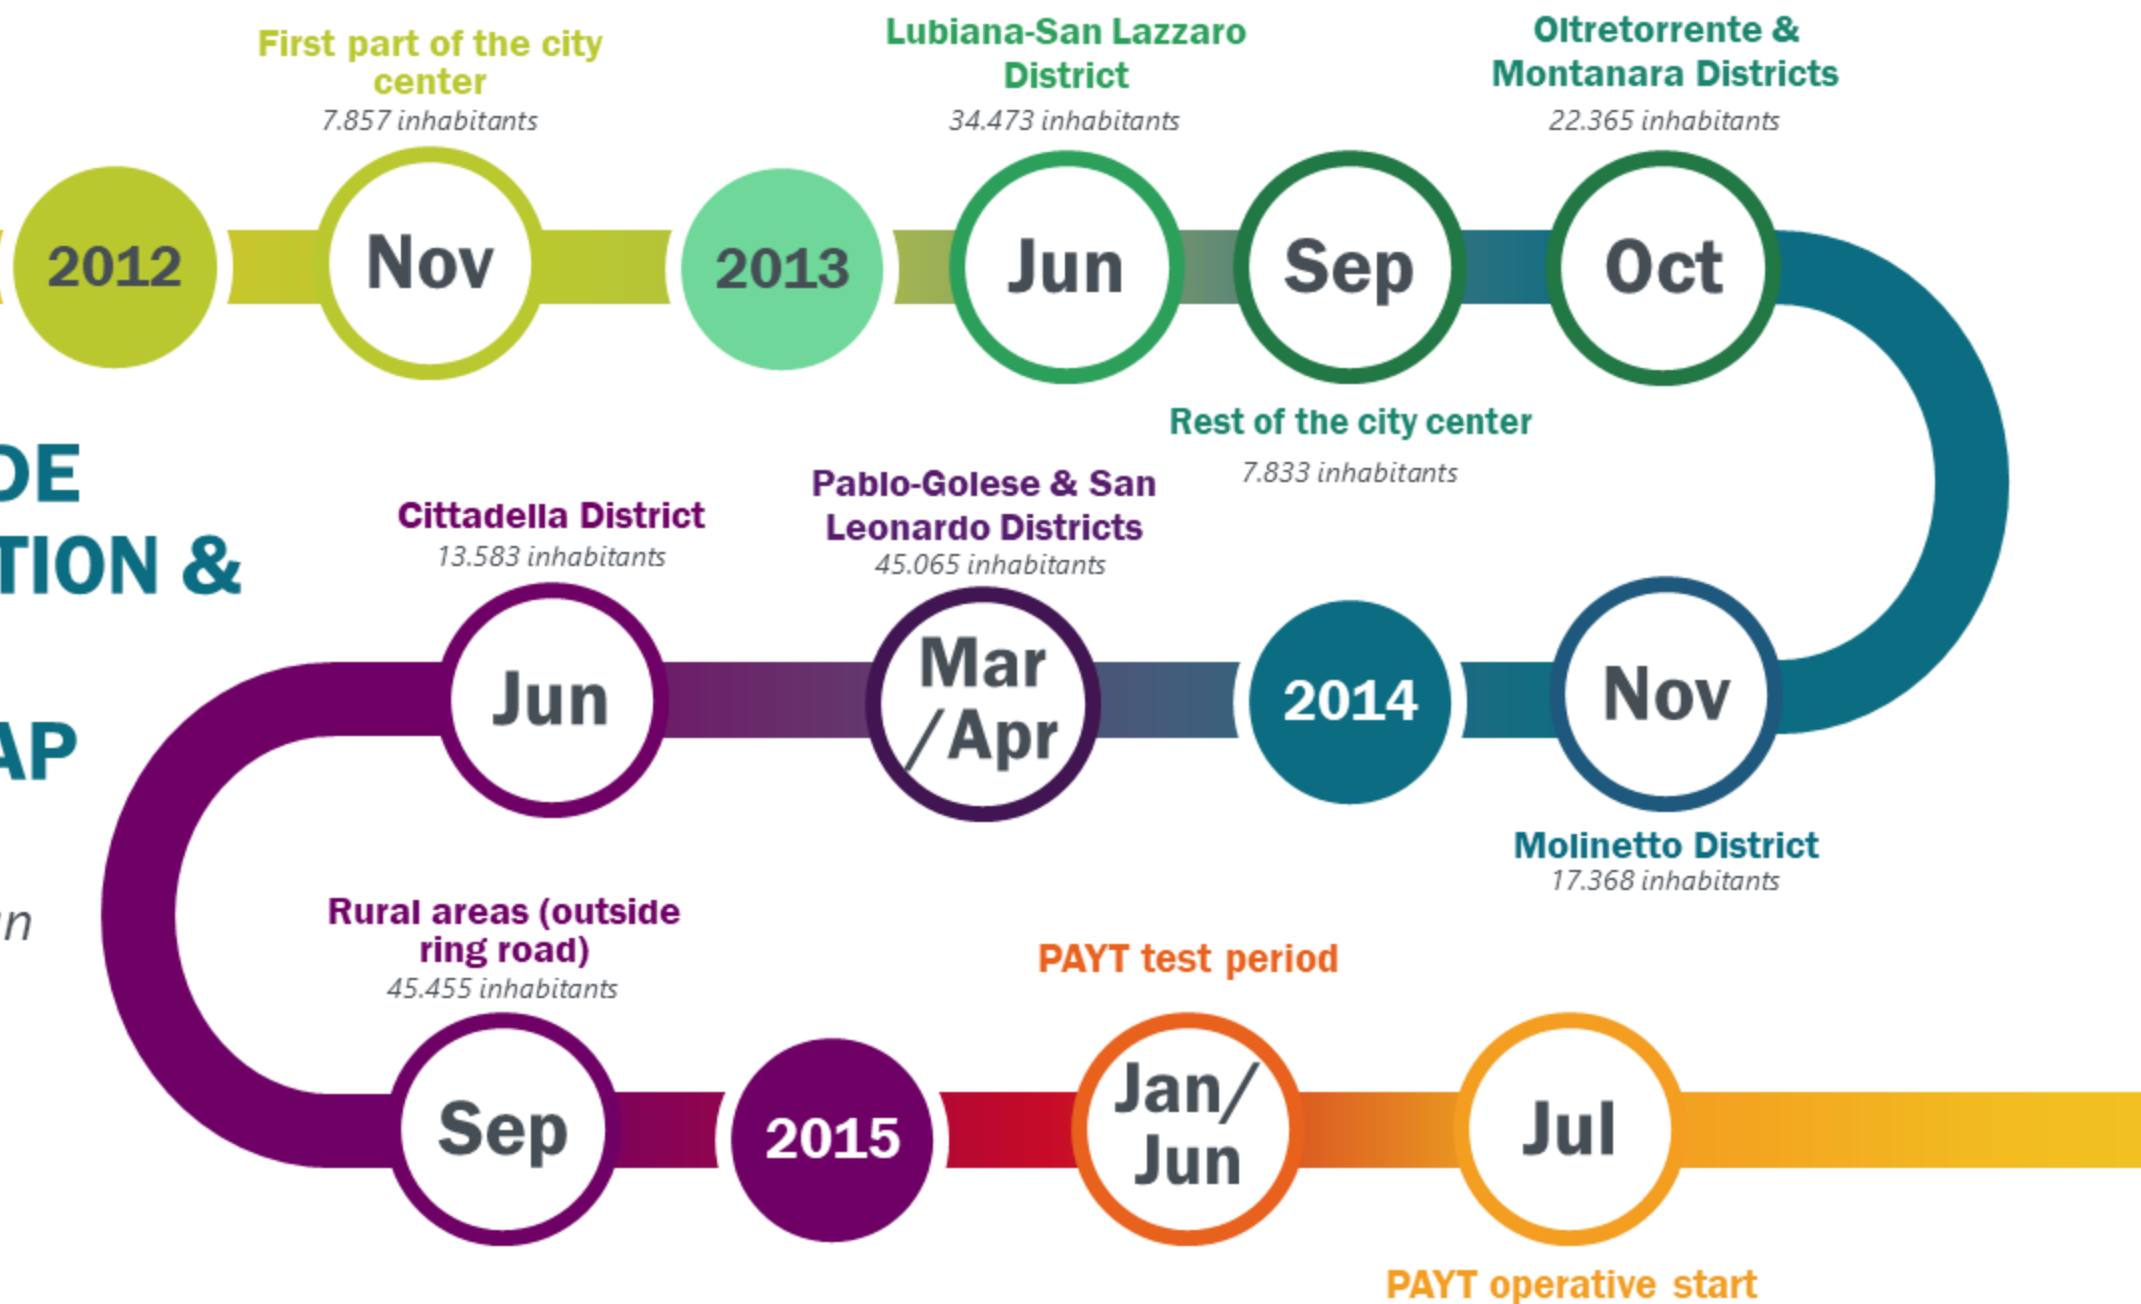 First part of the city
center
7.857 inhabitants
Lubiana-San Lazzaro
District
34.473 inhabitants
Oltretorrente &
Montanara Districts
22.365 inhabitants
2012
Nov
2013
Jun
Sep
Oct
Rest of the city center
7.833 inhabitants
DE
TION &
AP
Cittadella District
13.583 inhabitants
Pablo-Golese & San
Leonardo Districts
45.065 inhabitants
Jun
Mar
/Apr
2014
Nov
Molinetto District
17.368 inhabitants
Rural areas (outside
ring road)
45.455 inhabitants
PAYT test period
Sep
2015
Jan/
Jun
Jul
PAYT operative start